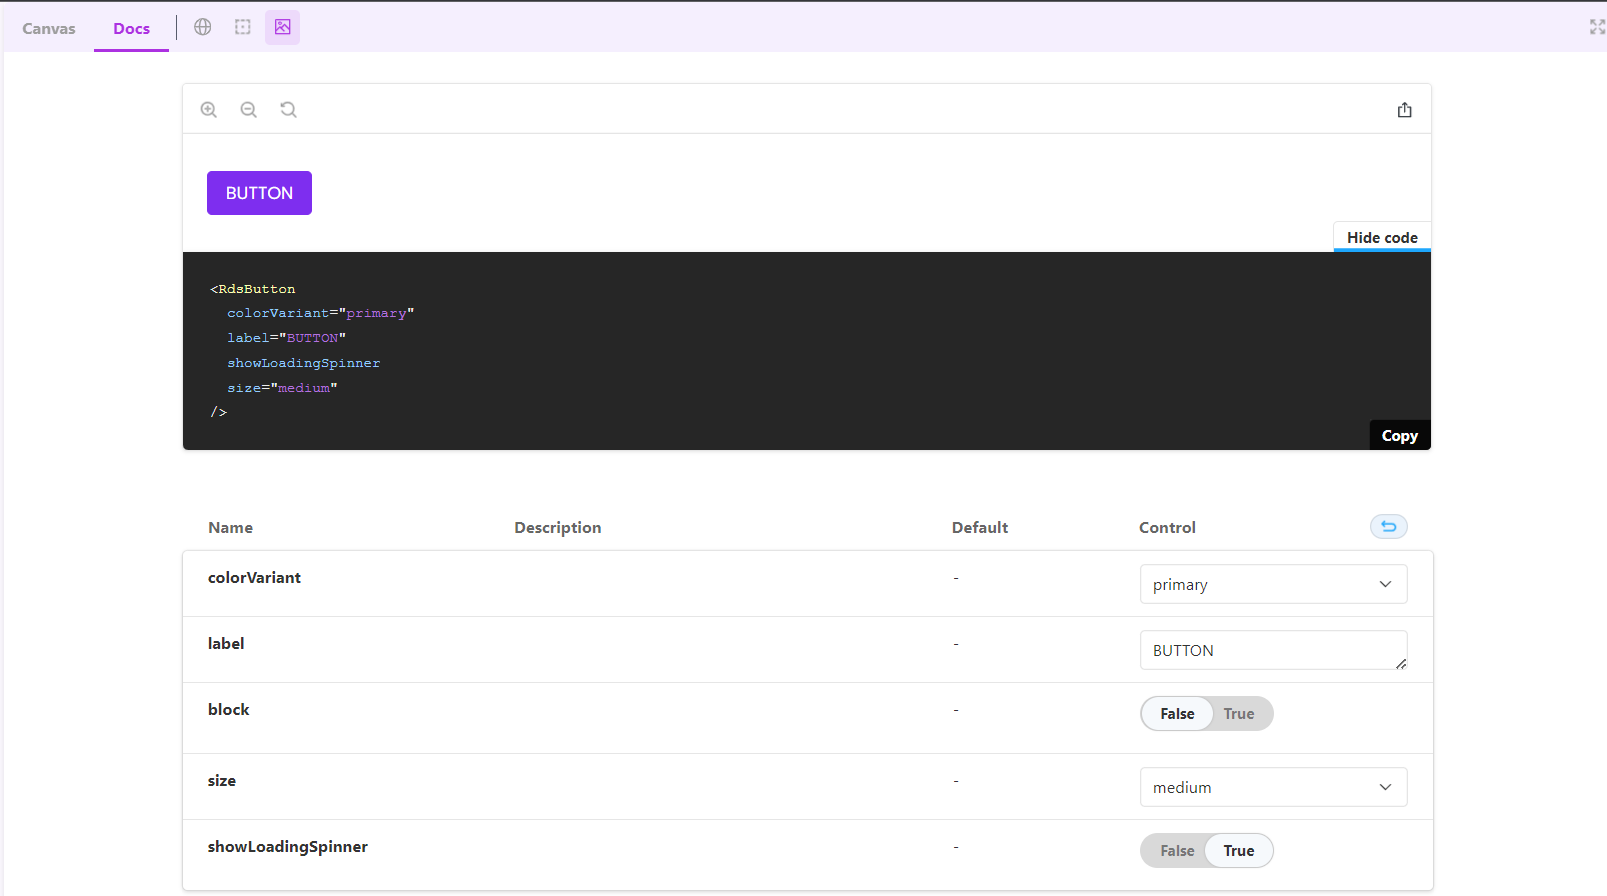 Canvas Docs
BUTTON
Hide code
<RdsButton
colorVariant="primary"
label="BUTTON"
showLoadingSpinner
size="medium"
/>
Copy
Name Description Default Control
colorVariant - primary
label - BUTTON
block - False True
size - medium
showLoadingSpinner - False True